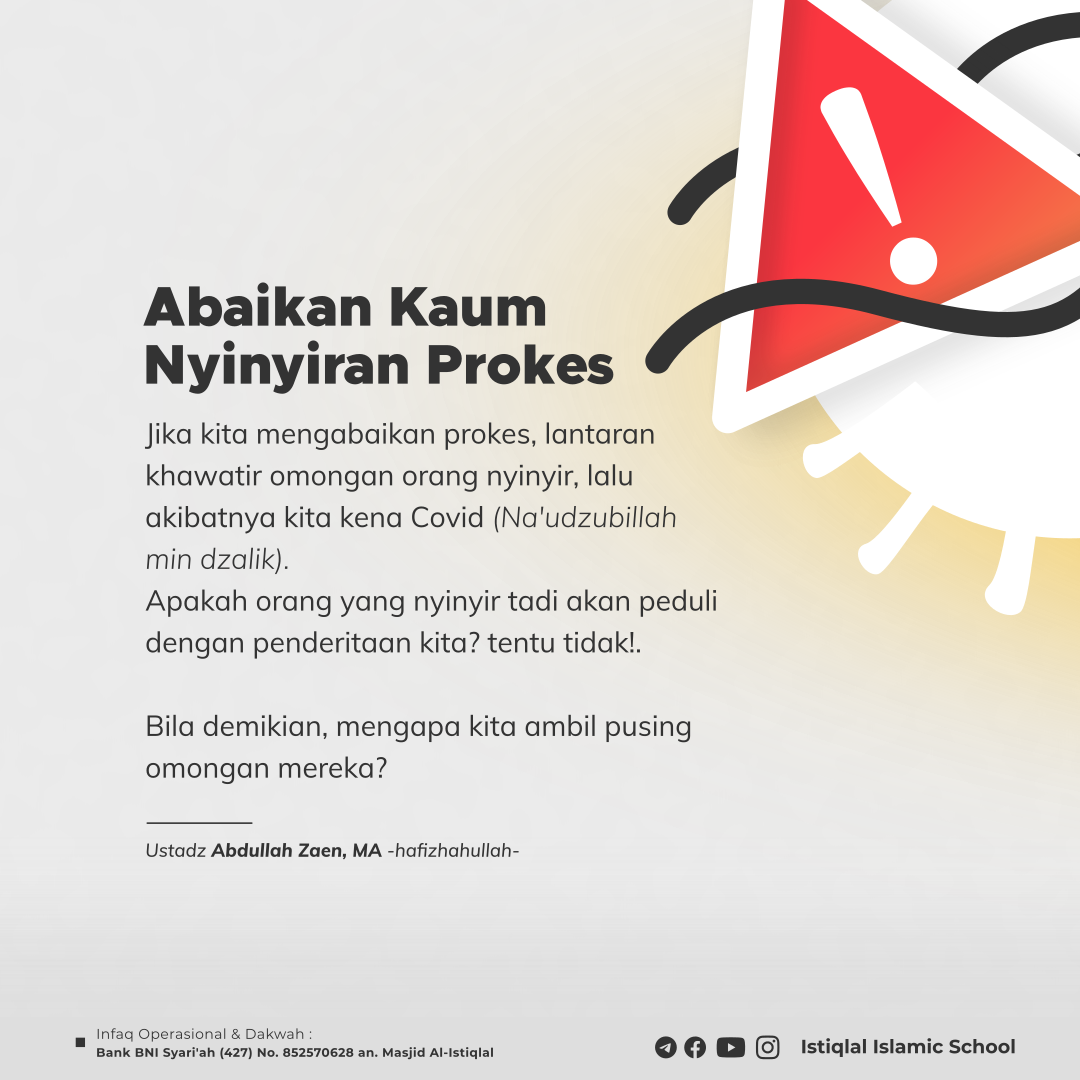 Abaikan Kaum
Nyinyiran Prokes
Jika kita mengabaikan prokes, lantaran
khawatir omongan orang nyinyir, lalu
akibatnya kita kena Covid (Na'udzubillah
min dzalik).
Apakah orang yang nyinyir tadi akan peduli
dengan penderitaan kita? tentu tidak!.
Bila demikian, mengapa kita ambil pusing
omongan mereka?
Ustadz Abdullah Zaen, MA -hafizhahullah-
Infaq Operasional & Dakwah :
Bank BNI Syari'ah (427) No. 852570628 an. Masjid Al-Istiqlal
Istiqlal Islamic School